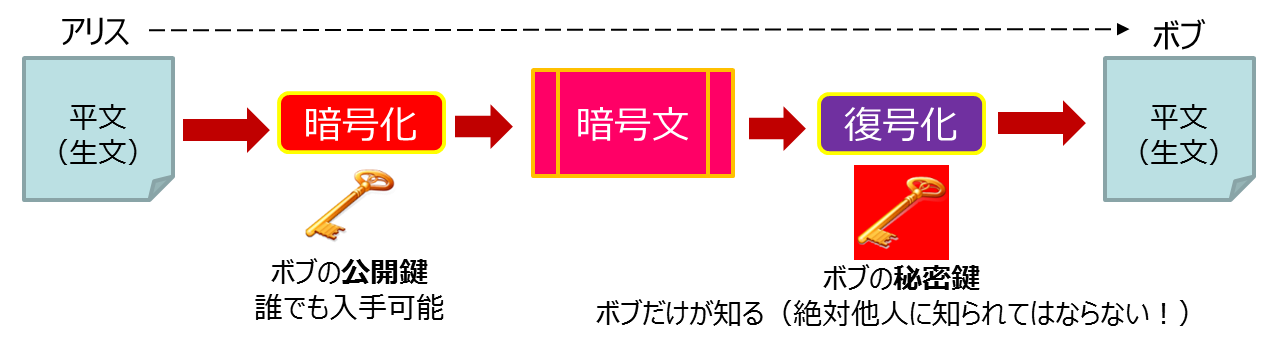 アリス
ボブ
平文
（生文）
暗号化
暗号文
復号化
平文
（生文）
ボブの公開鍵
誰でも入手可能
ボブの秘密鍵
ボブだけが知る（絶対他人に知られてはならない！）